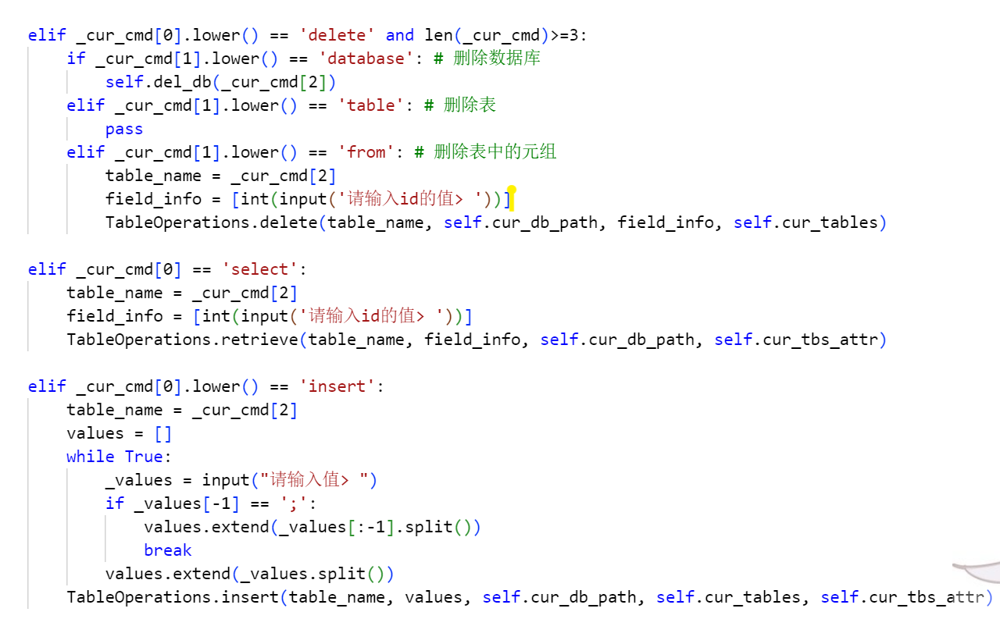 elif _cur_cmd[0].lower() == 'delete' and len(_cur_cmd)>=3:
    if _cur_cmd[1].lower() == 'database': # 删除数据库
        self.del_db(_cur_cmd[2])
    elif _cur_cmd[1].lower() == 'table': # 删除表
        pass
    elif _cur_cmd[1].lower() == 'from': # 删除表中的元组
        table_name = _cur_cmd[2]
        field_info = [int(input('请输入id的值> '))]
        TableOperations.delete(table_name, self.cur_db_path, field_info, self.cur_tables)

elif _cur_cmd[0] == 'select':
    table_name = _cur_cmd[2]
    field_info = [int(input('请输入id的值> '))]
    TableOperations.retrieve(table_name, field_info, self.cur_db_path, self.cur_tbs_attr)

elif _cur_cmd[0].lower() == 'insert':
    table_name = _cur_cmd[2]
    values = []
    while True:
        _values = input("请输入值> ")
        if _values[-1] == ';':
            values.extend(_values[:-1].split())
            break
        values.extend(_values.split())
    TableOperations.insert(table_name, values, self.cur_db_path, self.cur_tables, self.cur_tbs_attr)